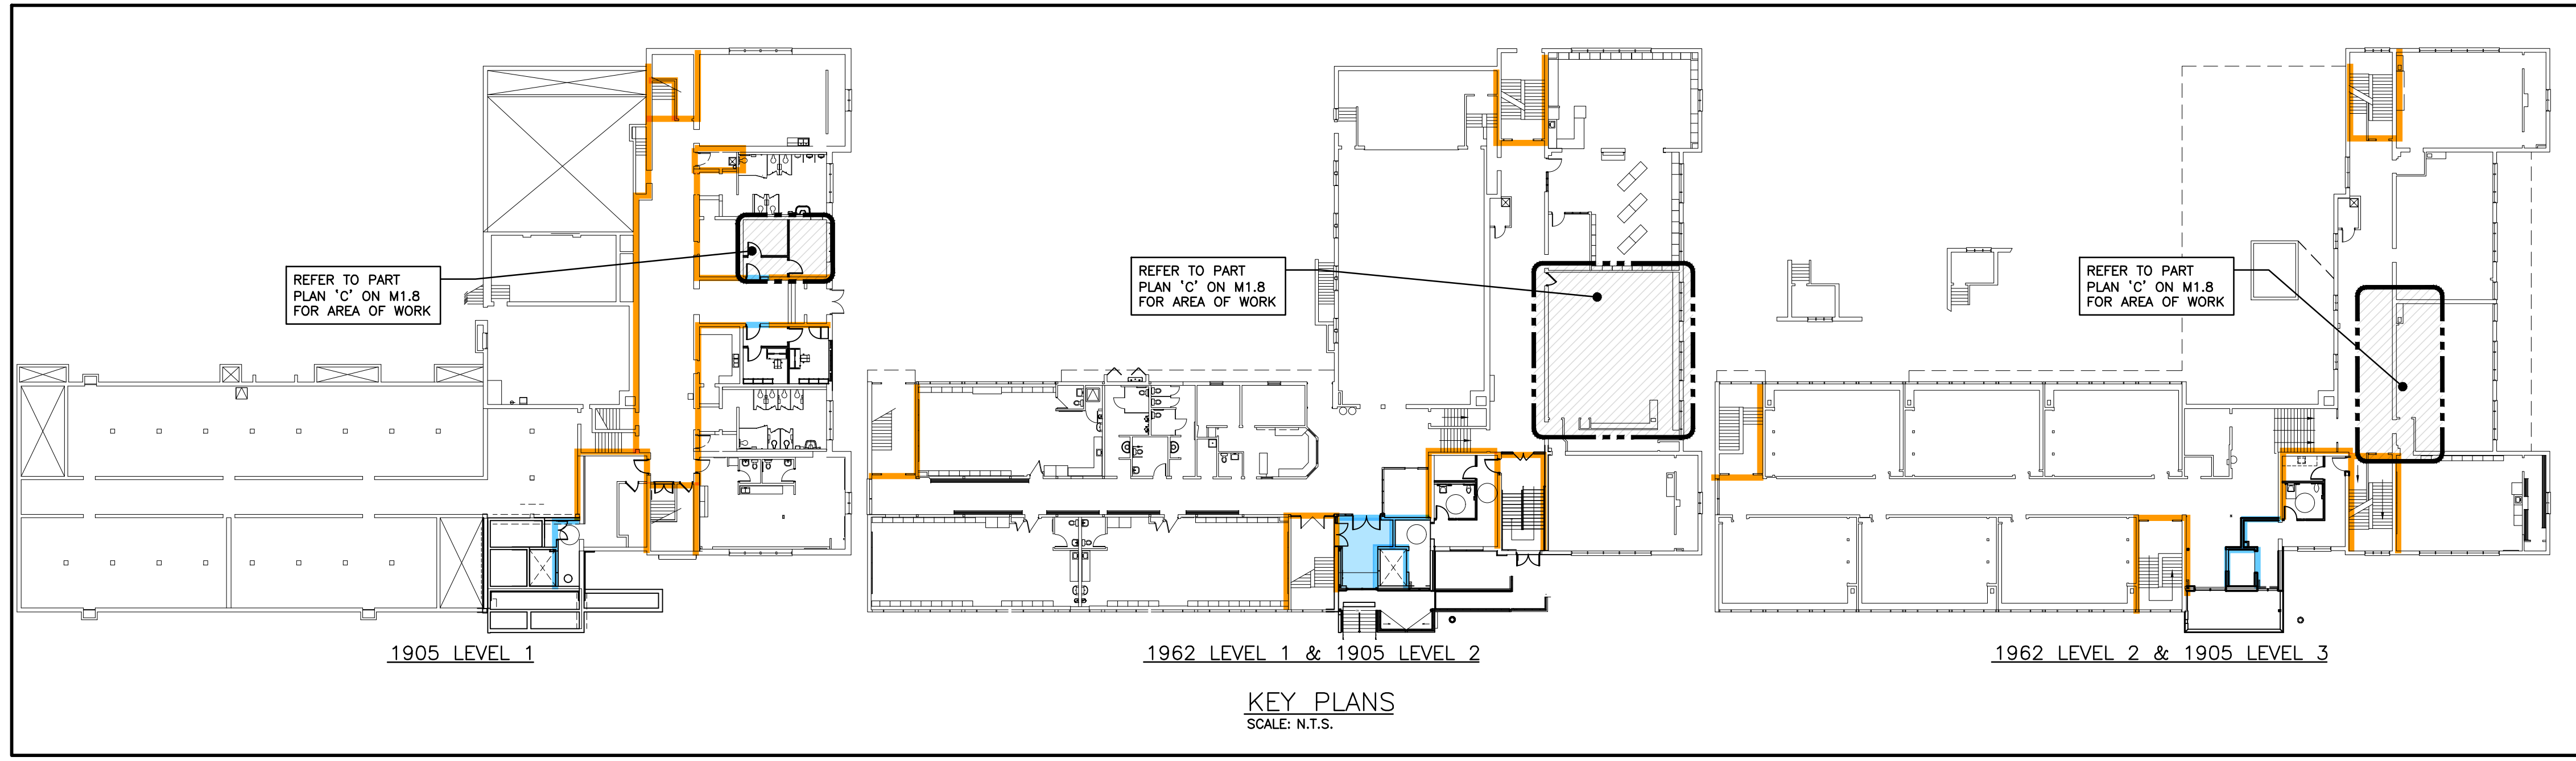 REFER TO PART
PLAN 'C' ON M1.8
FOR AREA OF WORK
REFER TO PART
PLAN 'C' ON M1.8
FOR AREA OF WORK
REFER TO PART
PLAN 'C' ON M1.8
FOR AREA OF WORK
1905 LEVEL 1
1962 LEVEL 1 & 1905 LEVEL 2
1962 LEVEL 2 & 1905 LEVEL 3
KEY PLANS
SCALE: N.T.S.